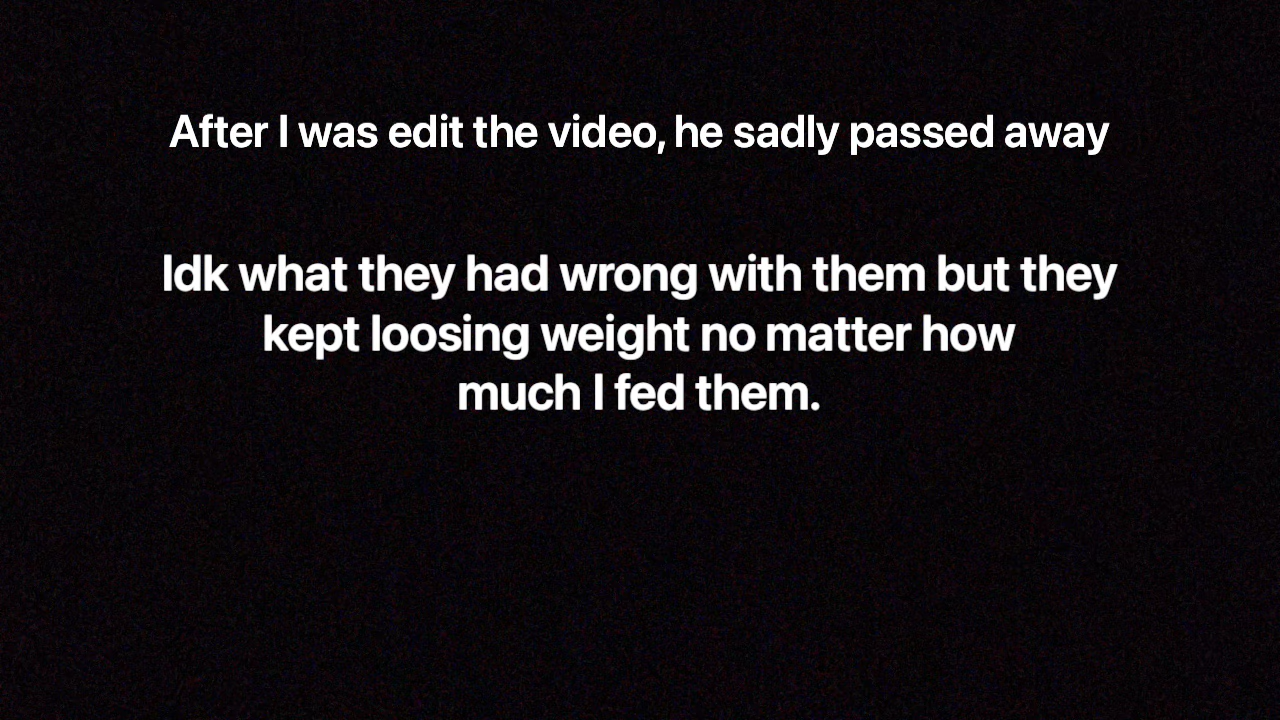 After I was edit the video, he sadly passed away
Idk what they had wrong with them but they
kept loosing weight no matter how
much I fed them.